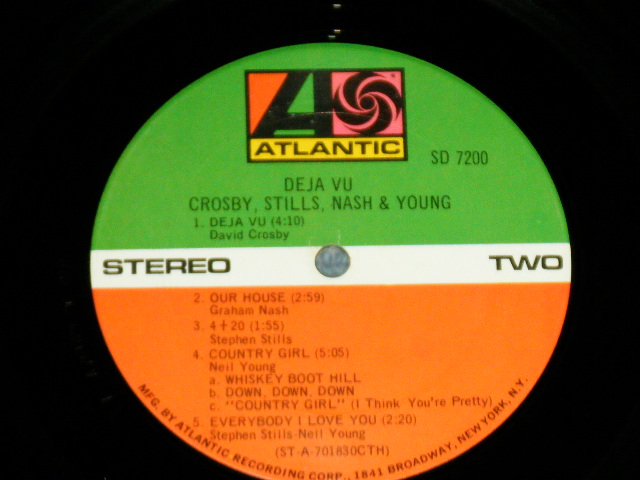 ATLANTIC
SD 7200
DEJA VU
CROSBY, STILLS, NASH & YOUNG
1. DEJA VU (4:10)
David Crosby
STEREO TWO
2. OUR HOUSE (2:59)
Graham Nash
3. 4+20 (1:55)
Stephen Stills
4. COUNTRY GIRL (5:05)
Neil Young
a. WHISKEY BOOT HILL
b. DOWN, DOWN, DOWN
c. "COUNTRY GIRL" (I Think You're Pretty)
5. EVERYBODY I LOVE YOU (2:20)
Stephen Stills-Neil Young
(ST-A-701830CTH)
MFG. BY ATLANTIC RECORDING CORP., 1841 BROADWAY, NEW YORK, N.Y.